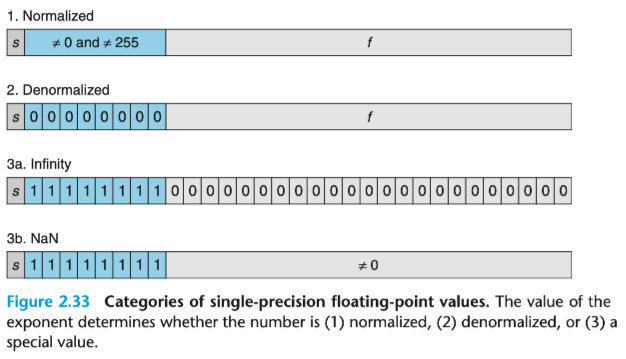 1. Normalized
s ≠ 0 and ≠ 255 f
2. Denormalized
s 0 0 0 0 0 0 0 0 f
3a. Infinity
s 1 1 1 1 1 1 1 1 0 0 0 0 0 0 0 0 0 0 0 0 0 0 0 0 0 0 0 0 0 0 0
3b. NaN
s 1 1 1 1 1 1 1 1 ≠ 0
Figure 2.33 Categories of single-precision floating-point values. The value of the
exponent determines whether the number is (1) normalized, (2) denormalized, or (3) a
special value.